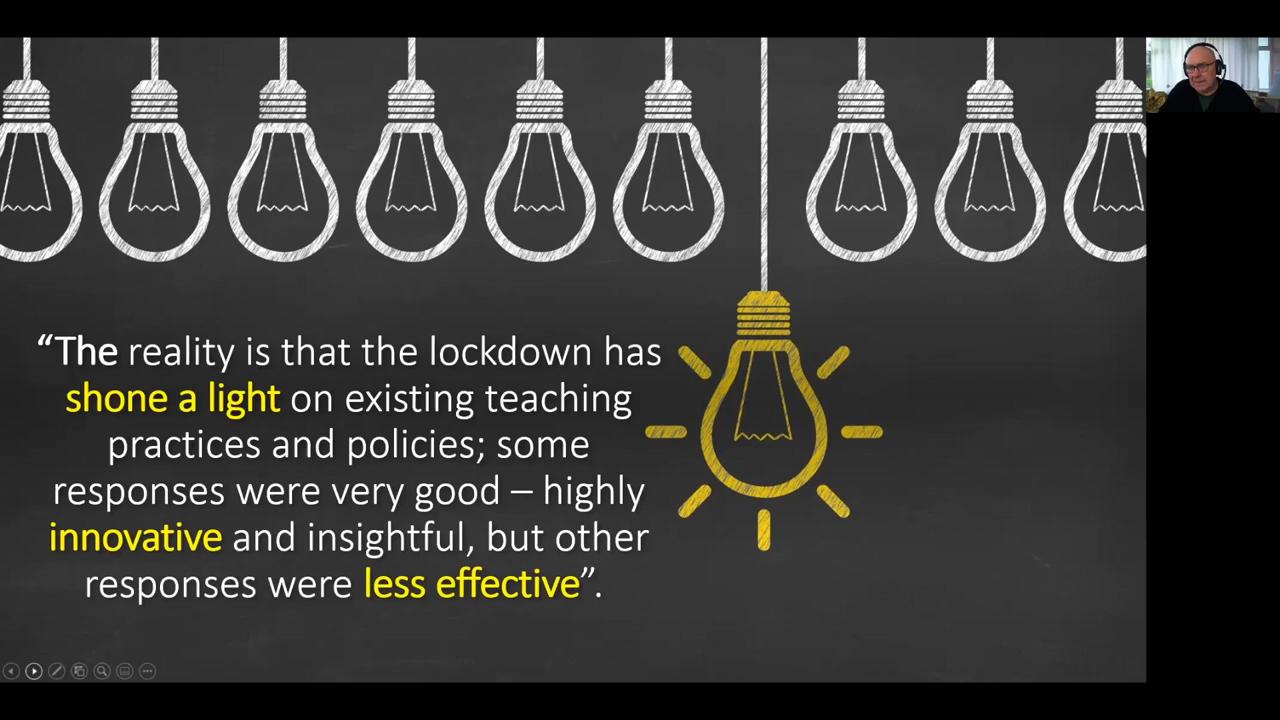 “The reality is that the lockdown has
shone a light on existing teaching
practices and policies; some
responses were very good – highly
innovative and insightful, but other
responses were less effective”.